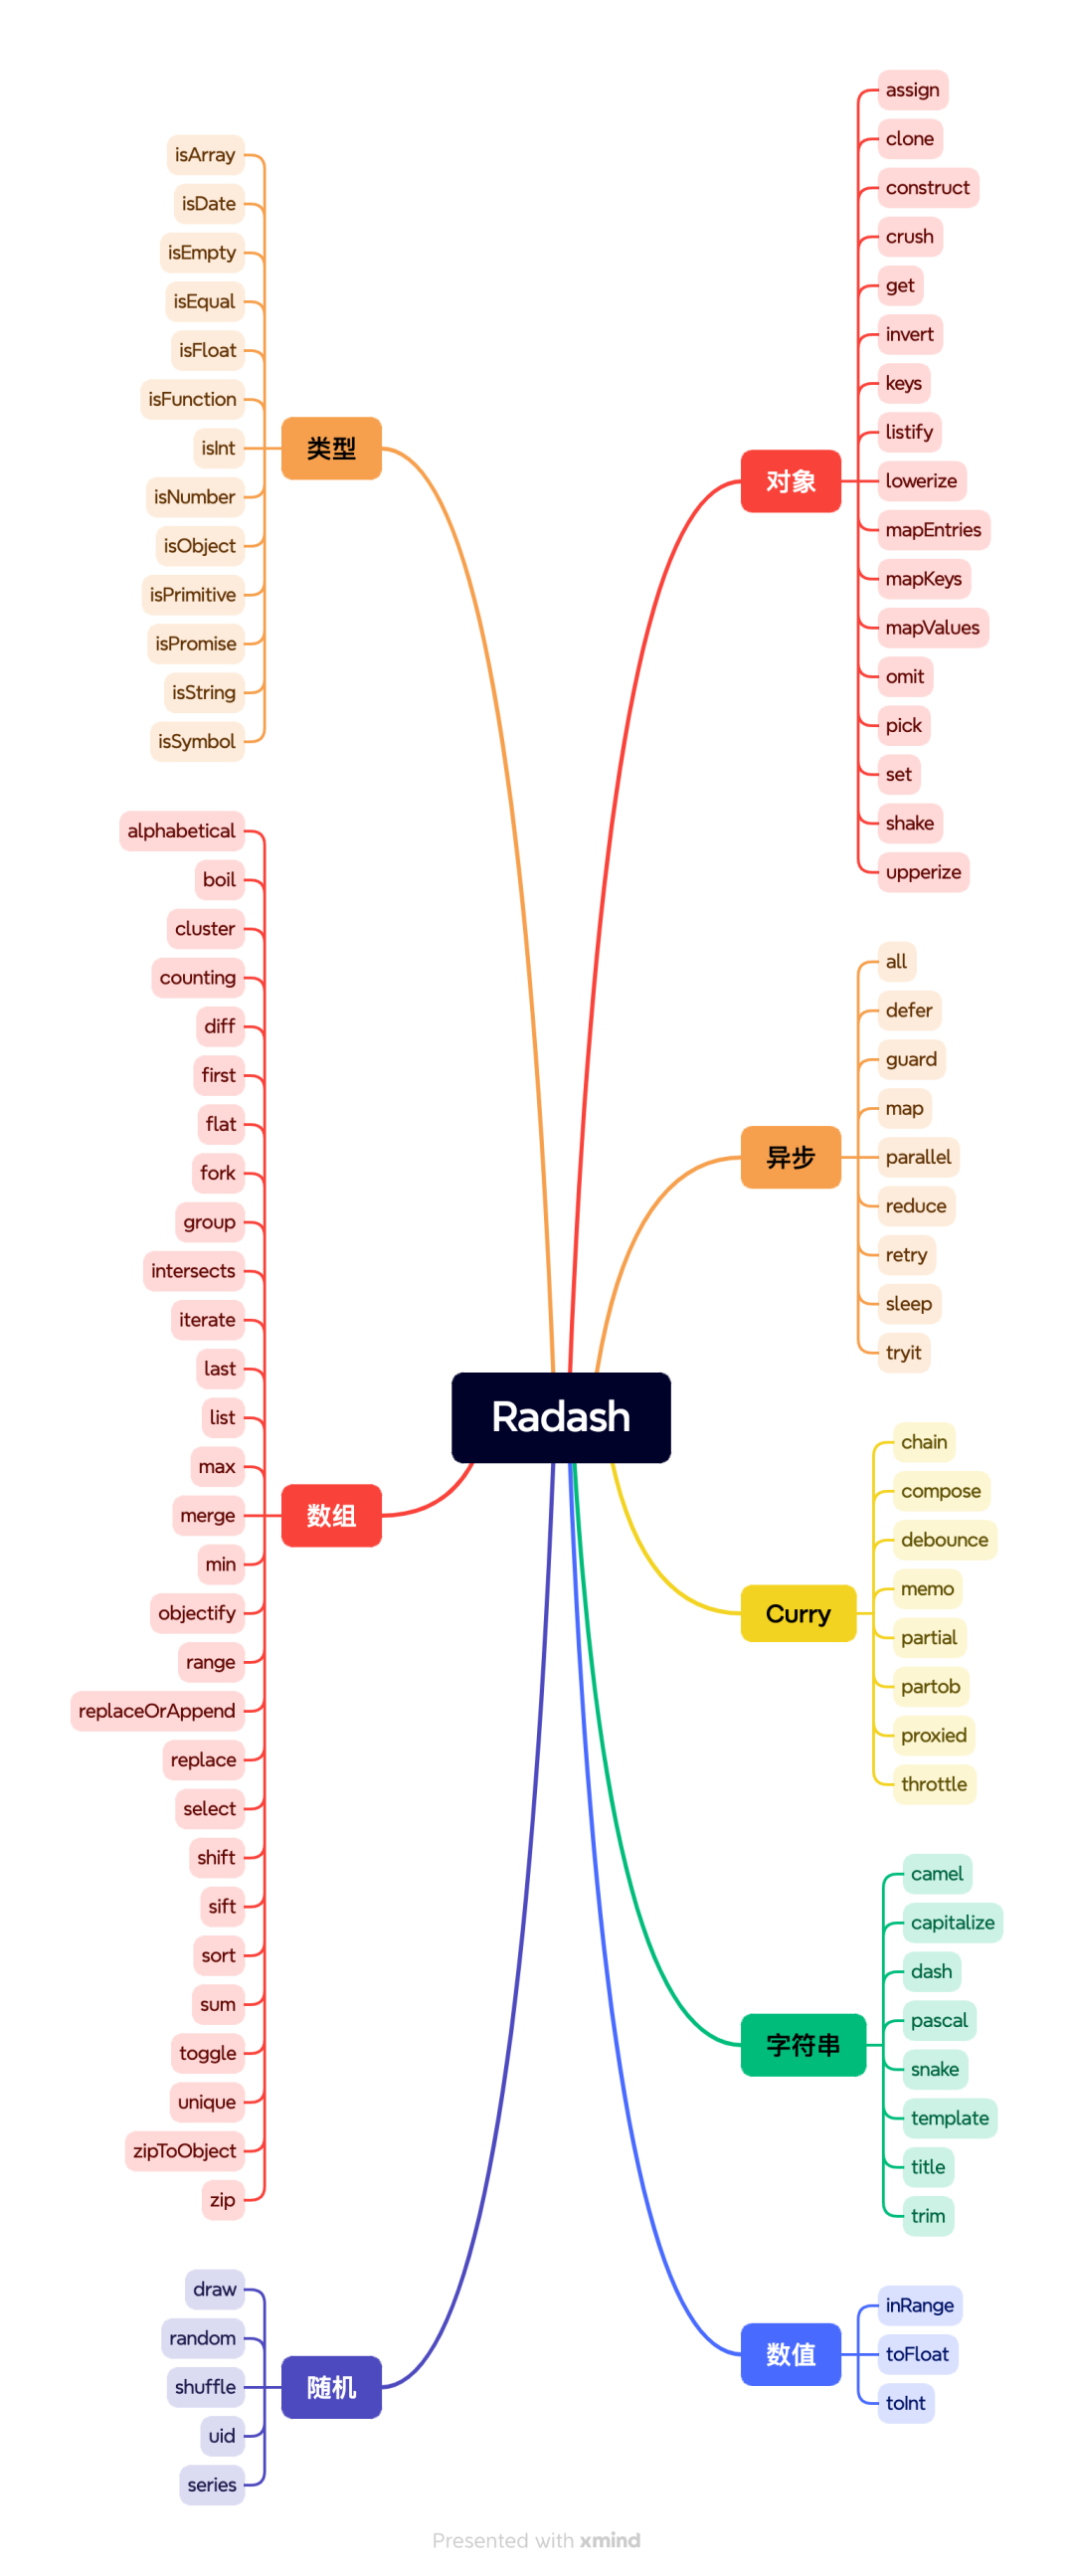 Radash
对象
assign
clone
construct
crush
get
invert
keys
listify
lowerize
mapEntries
mapKeys
mapValues
omit
pick
set
shake
upperize
异步
all
defer
guard
map
parallel
reduce
retry
sleep
tryit
Curry
chain
compose
debounce
memo
partial
partob
proxied
throttle
字符串
camel
capitalize
dash
pascal
snake
template
title
trim
数值
inRange
toFloat
toInt
类型
isArray
isDate
isEmpty
isEqual
isFloat
isFunction
isInt
isNumber
isObject
isPrimitive
isPromise
isString
isSymbol
数组
alphabetical
boil
cluster
counting
diff
first
flat
fork
group
intersects
iterate
last
list
max
merge
min
objectify
range
replaceOrAppend
replace
select
shift
sift
sort
sum
toggle
unique
zipToObject
zip
随机
draw
random
shuffle
uid
series
Presented with xmind